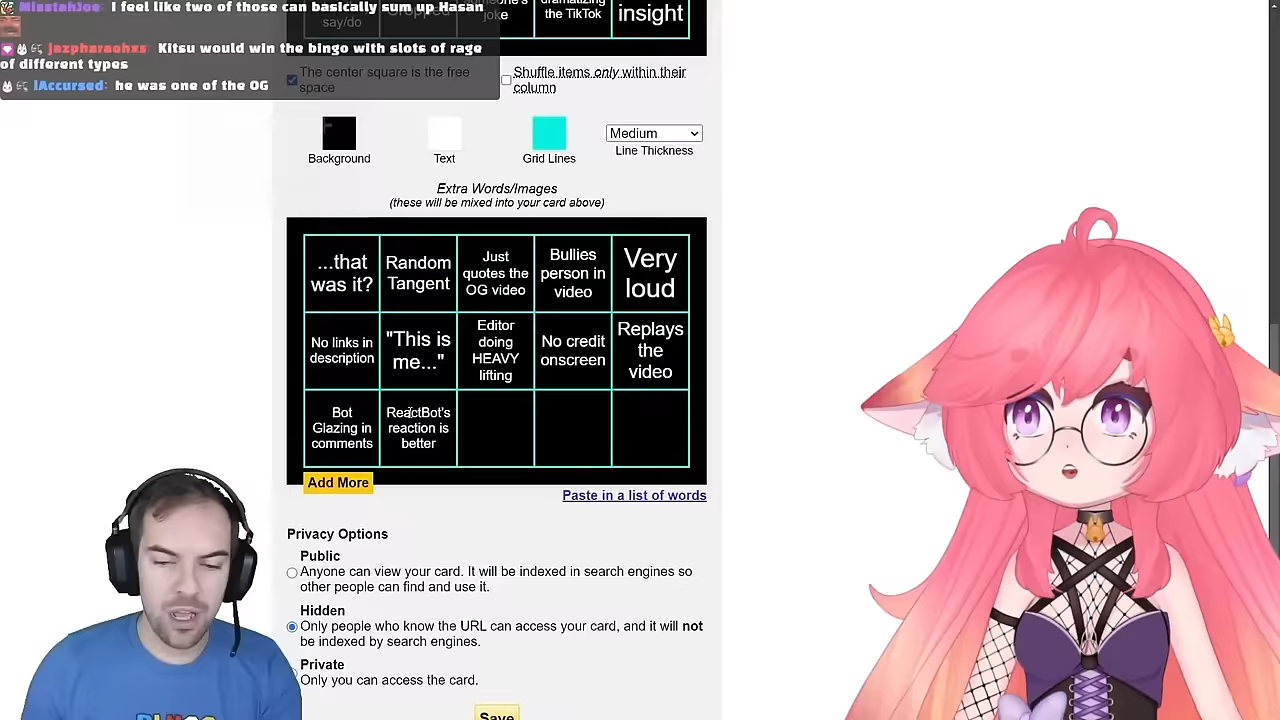 MisstahJoe: I feel like two of those can basically sum up Hasan
jazpharaohxs: Kitsu would win the bingo with slots of rage
of different types
lAccursed: he was one of the OG
say/do
joke
dramatizing
the TikTok
insight
The center square is the free
space
Shuffle items only within their
column
Background
Text
Grid Lines
Medium
Line Thickness
Extra Words/Images
(these will be mixed into your card above)
...that
was it?
Random
Tangent
Just
quotes the
OG video
Bullies
person in
video
Very
loud
No links in
description
"This is
me..."
Editor
doing
HEAVY
lifting
No credit
onscreen
Replays
the
video
Bot
Glazing in
comments
ReactBot's
reaction is
better
Add More
Paste in a list of words
Privacy Options
Public
Anyone can view your card. It will be indexed in search engines so
other people can find and use it.
Hidden
Only people who know the URL can access your card, and it will not
be indexed by search engines.
Private
Only you can access the card.
Save